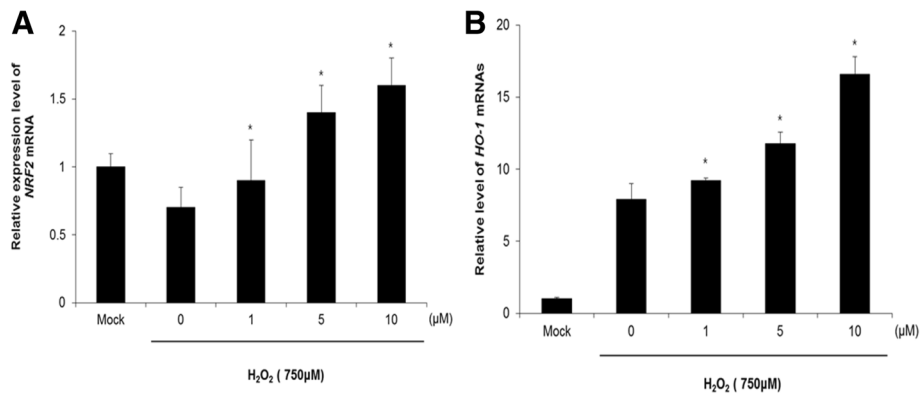 A
Relative expression level of
NRF2 mRNA
2
1.5
1
0.5
0
*
*
*
Mock 0 1 5 10 (µM)
H₂O₂ ( 750µM)
B
Relative level of HO-1 mRNAs
20
15
10
5
0
*
*
*
Mock 0 1 5 10 (µM)
H₂O₂ ( 750µM)